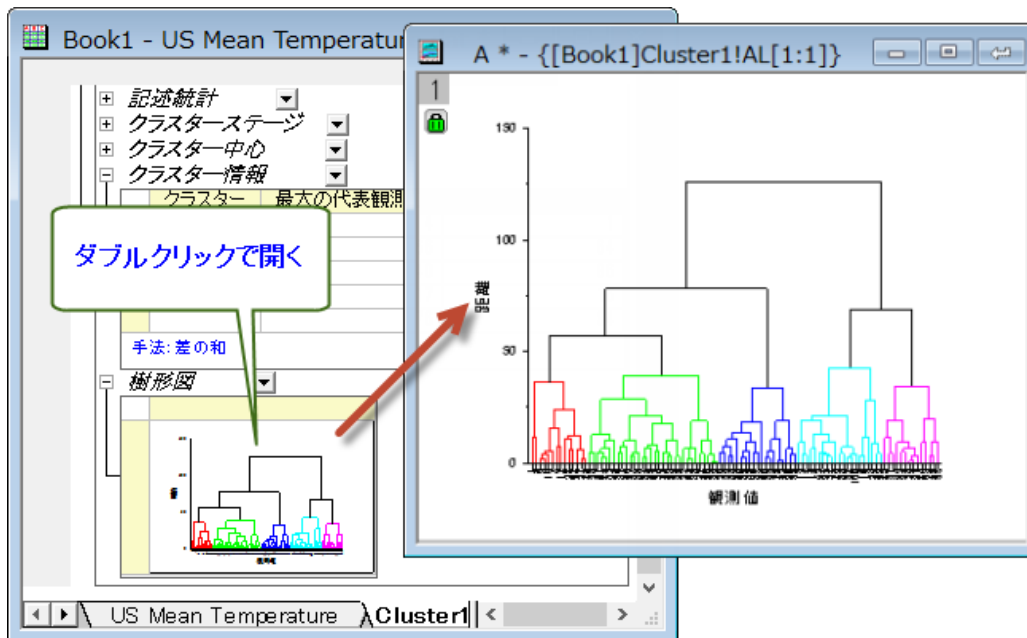 Book1 - US Mean Temperatur
記述統計
クラスターステージ
クラスター中心
クラスター情報
クラスター 最大の代表観測
ダブルクリックで開く
手法:差の和
樹形図
US Mean Temperature
Cluster1
A * - {[Book1]Cluster1!AL[1:1]}
1
150
100
50
0
距離
観測値